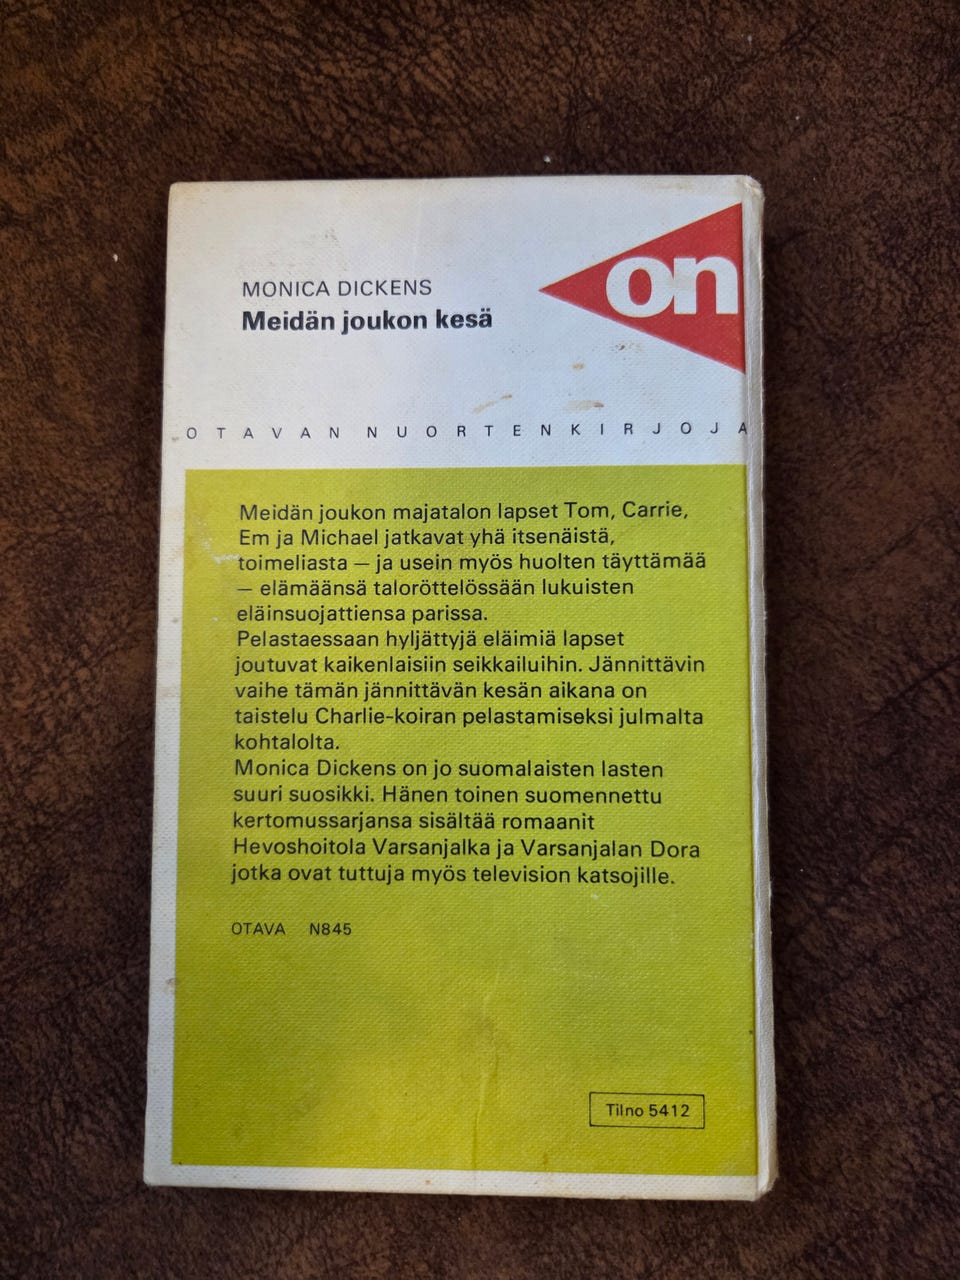 on
MONICA DICKENS
Meidän joukon kesä
OTAVAN NUORTENKIRJOJA
Meidän joukon majatalon lapset Tom, Carrie,
Em ja Michael jatkavat yhä itsenäistä,
toimeliasta — ja usein myös huolten täyttämää
— elämäänsä taloröttelössään lukuisten
eläinsuojattiensa parissa.
Pelastaessaan hyljättyjä eläimiä lapset
joutuvat kaikenlaisiin seikkailuihin. Jännittävin
vaihe tämän jännittävän kesän aikana on
taistelu Charlie-koiran pelastamiseksi julmalta
kohtalolta.
Monica Dickens on jo suomalaisten lasten
suuri suosikki. Hänen toinen suomennettu
kertomussarjansa sisältää romaanit
Hevoshoitola Varsanjalka ja Varsanjalan Dora
jotka ovat tuttuja myös television katsojille.
OTAVA N845
Tilno 5412